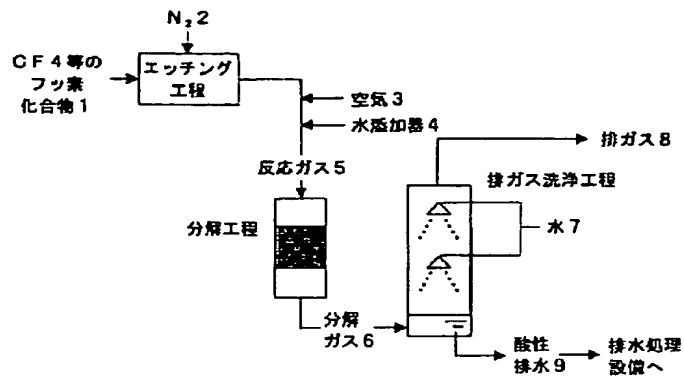 N₂2
CF4等の
フッ素
化合物1
エッチング
工程
空気3
水添加器4
反応ガス5
排ガス8
排ガス洗浄工程
分解工程
水7
分解
ガス6
酸性
排水9
排水処理
設備へ